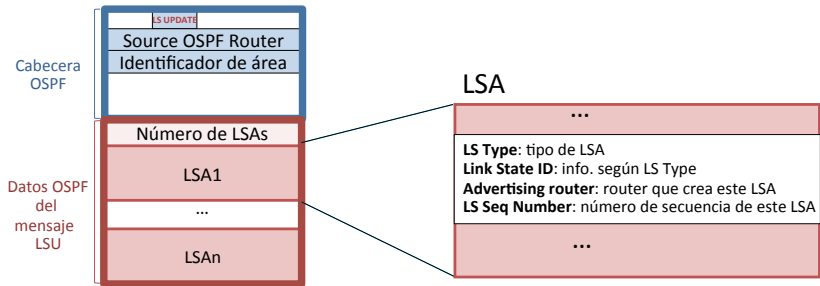 LS UPDATE
Source OSPF Router
Identificador de área
Cabecera
OSPF
Número de LSAs
LSA1
...
LSAn
Datos OSPF
del
mensaje
LSU
LSA
...
LS Type: tipo de LSA
Link State ID: info. según LS Type
Advertising router: router que crea este LSA
LS Seq Number: número de secuencia de este LSA
...